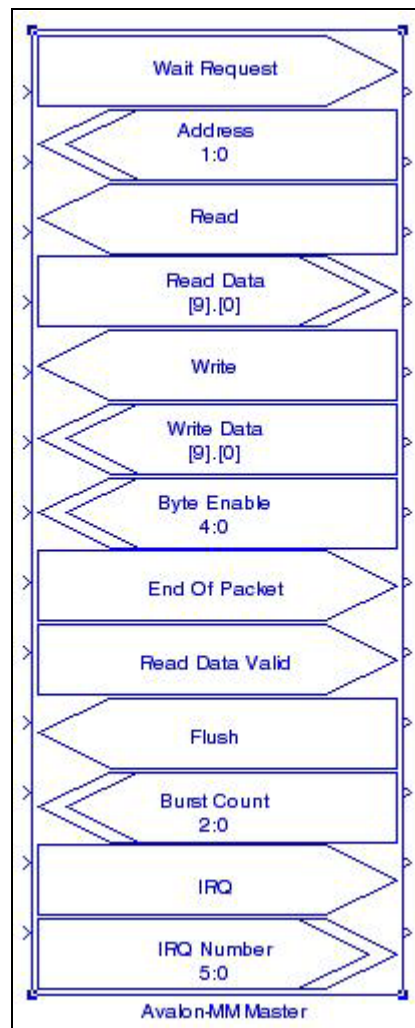 Wait Request
Address
1:0
Read
Read Data
[9].[0]
Write
Write Data
[9].[0]
Byte Enable
4:0
End Of Packet
Read Data Valid
Flush
Burst Count
2:0
IRQ
IRQ Number
5:0
Avalon-MM Master